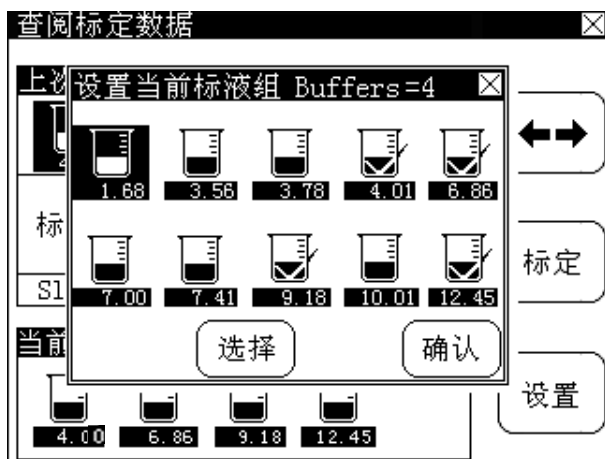 查阅标定数据
上次
设置当前标液组 Buffers=4
1.68 3.56 3.78 4.01 6.86
标
标定
7.00 7.41 9.18 10.01 12.45
Sl
当前
选择 确认
设置
4.00 6.86 9.18 12.45